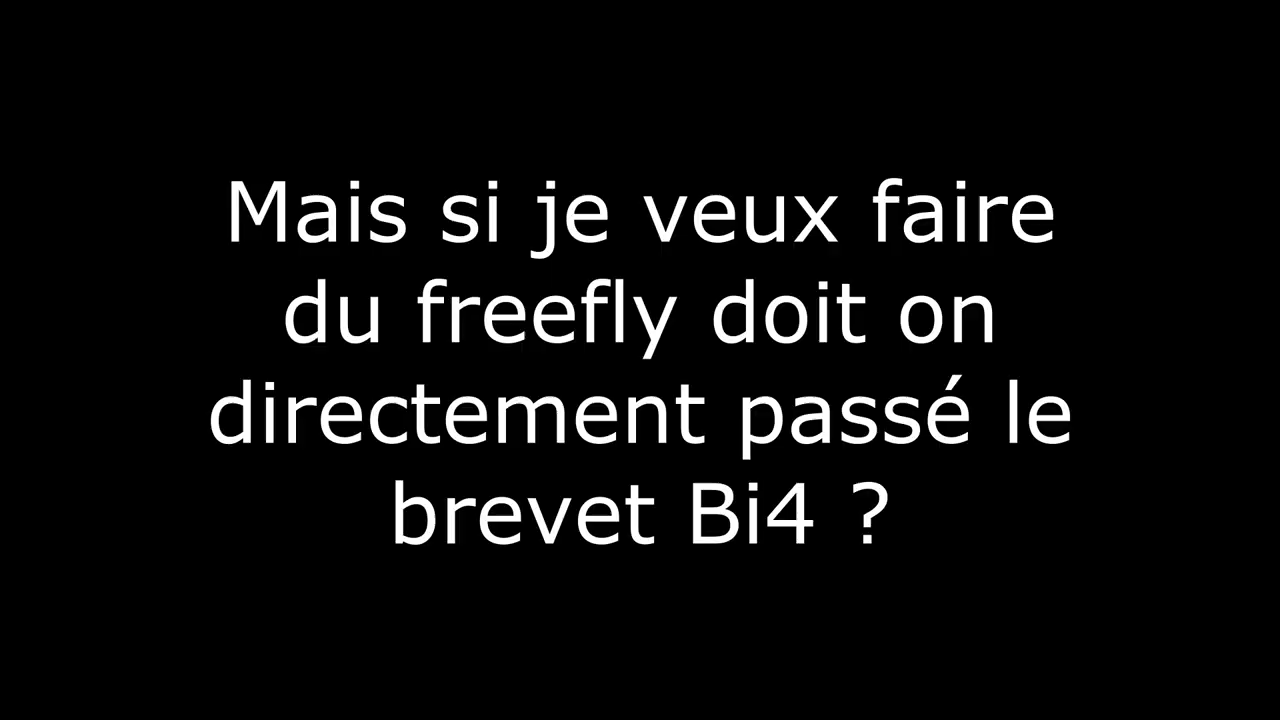 Mais si je veux faire
du freefly doit on
directement passé le
brevet Bi4 ?